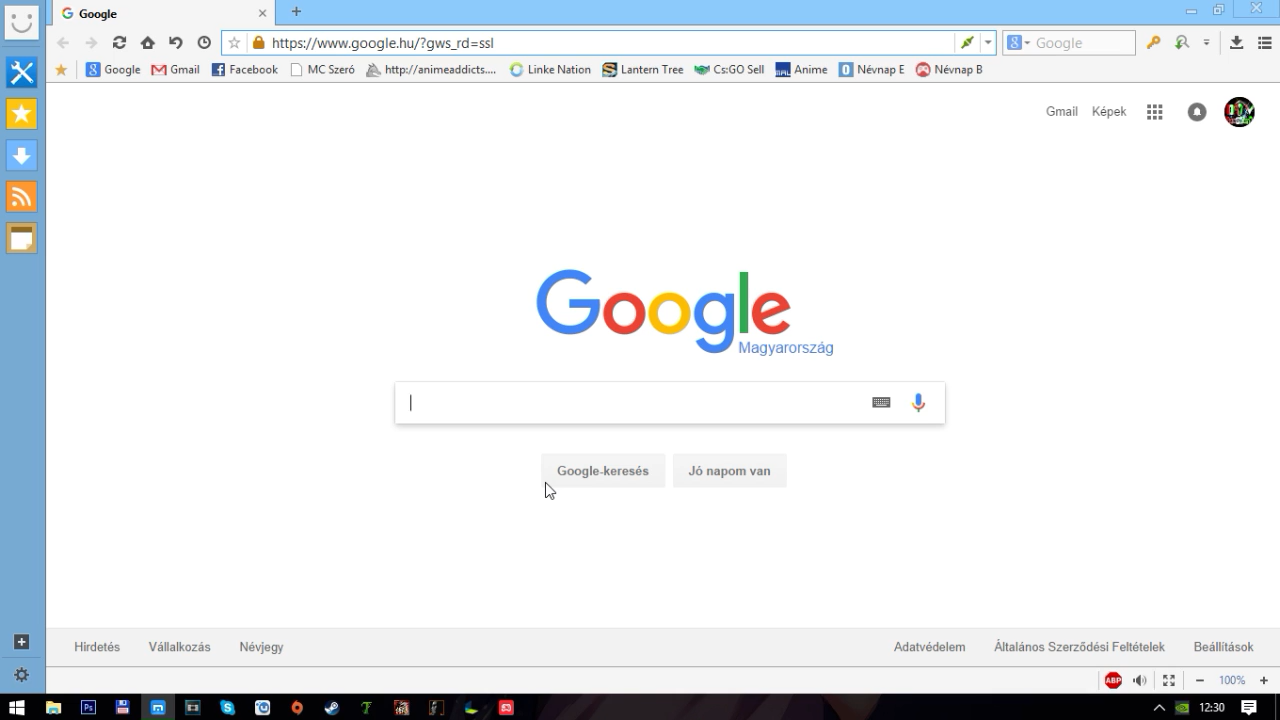 Google
https://www.google.hu/?gws_rd=ssl
Google
Google Gmail Facebook MC Szeró http://animeaddicts.... Linke Nation Lantern Tree Cs:GO Sell Anime Névnap E Névnap B
Gmail Képek
Google
Magyarország
Google-keresés Jó napom van
Hirdetés Vállalkozás Névjegy Adatvédelem Általános Szerződési Feltételek Beállítások
ABP 100%
Ps 12:30